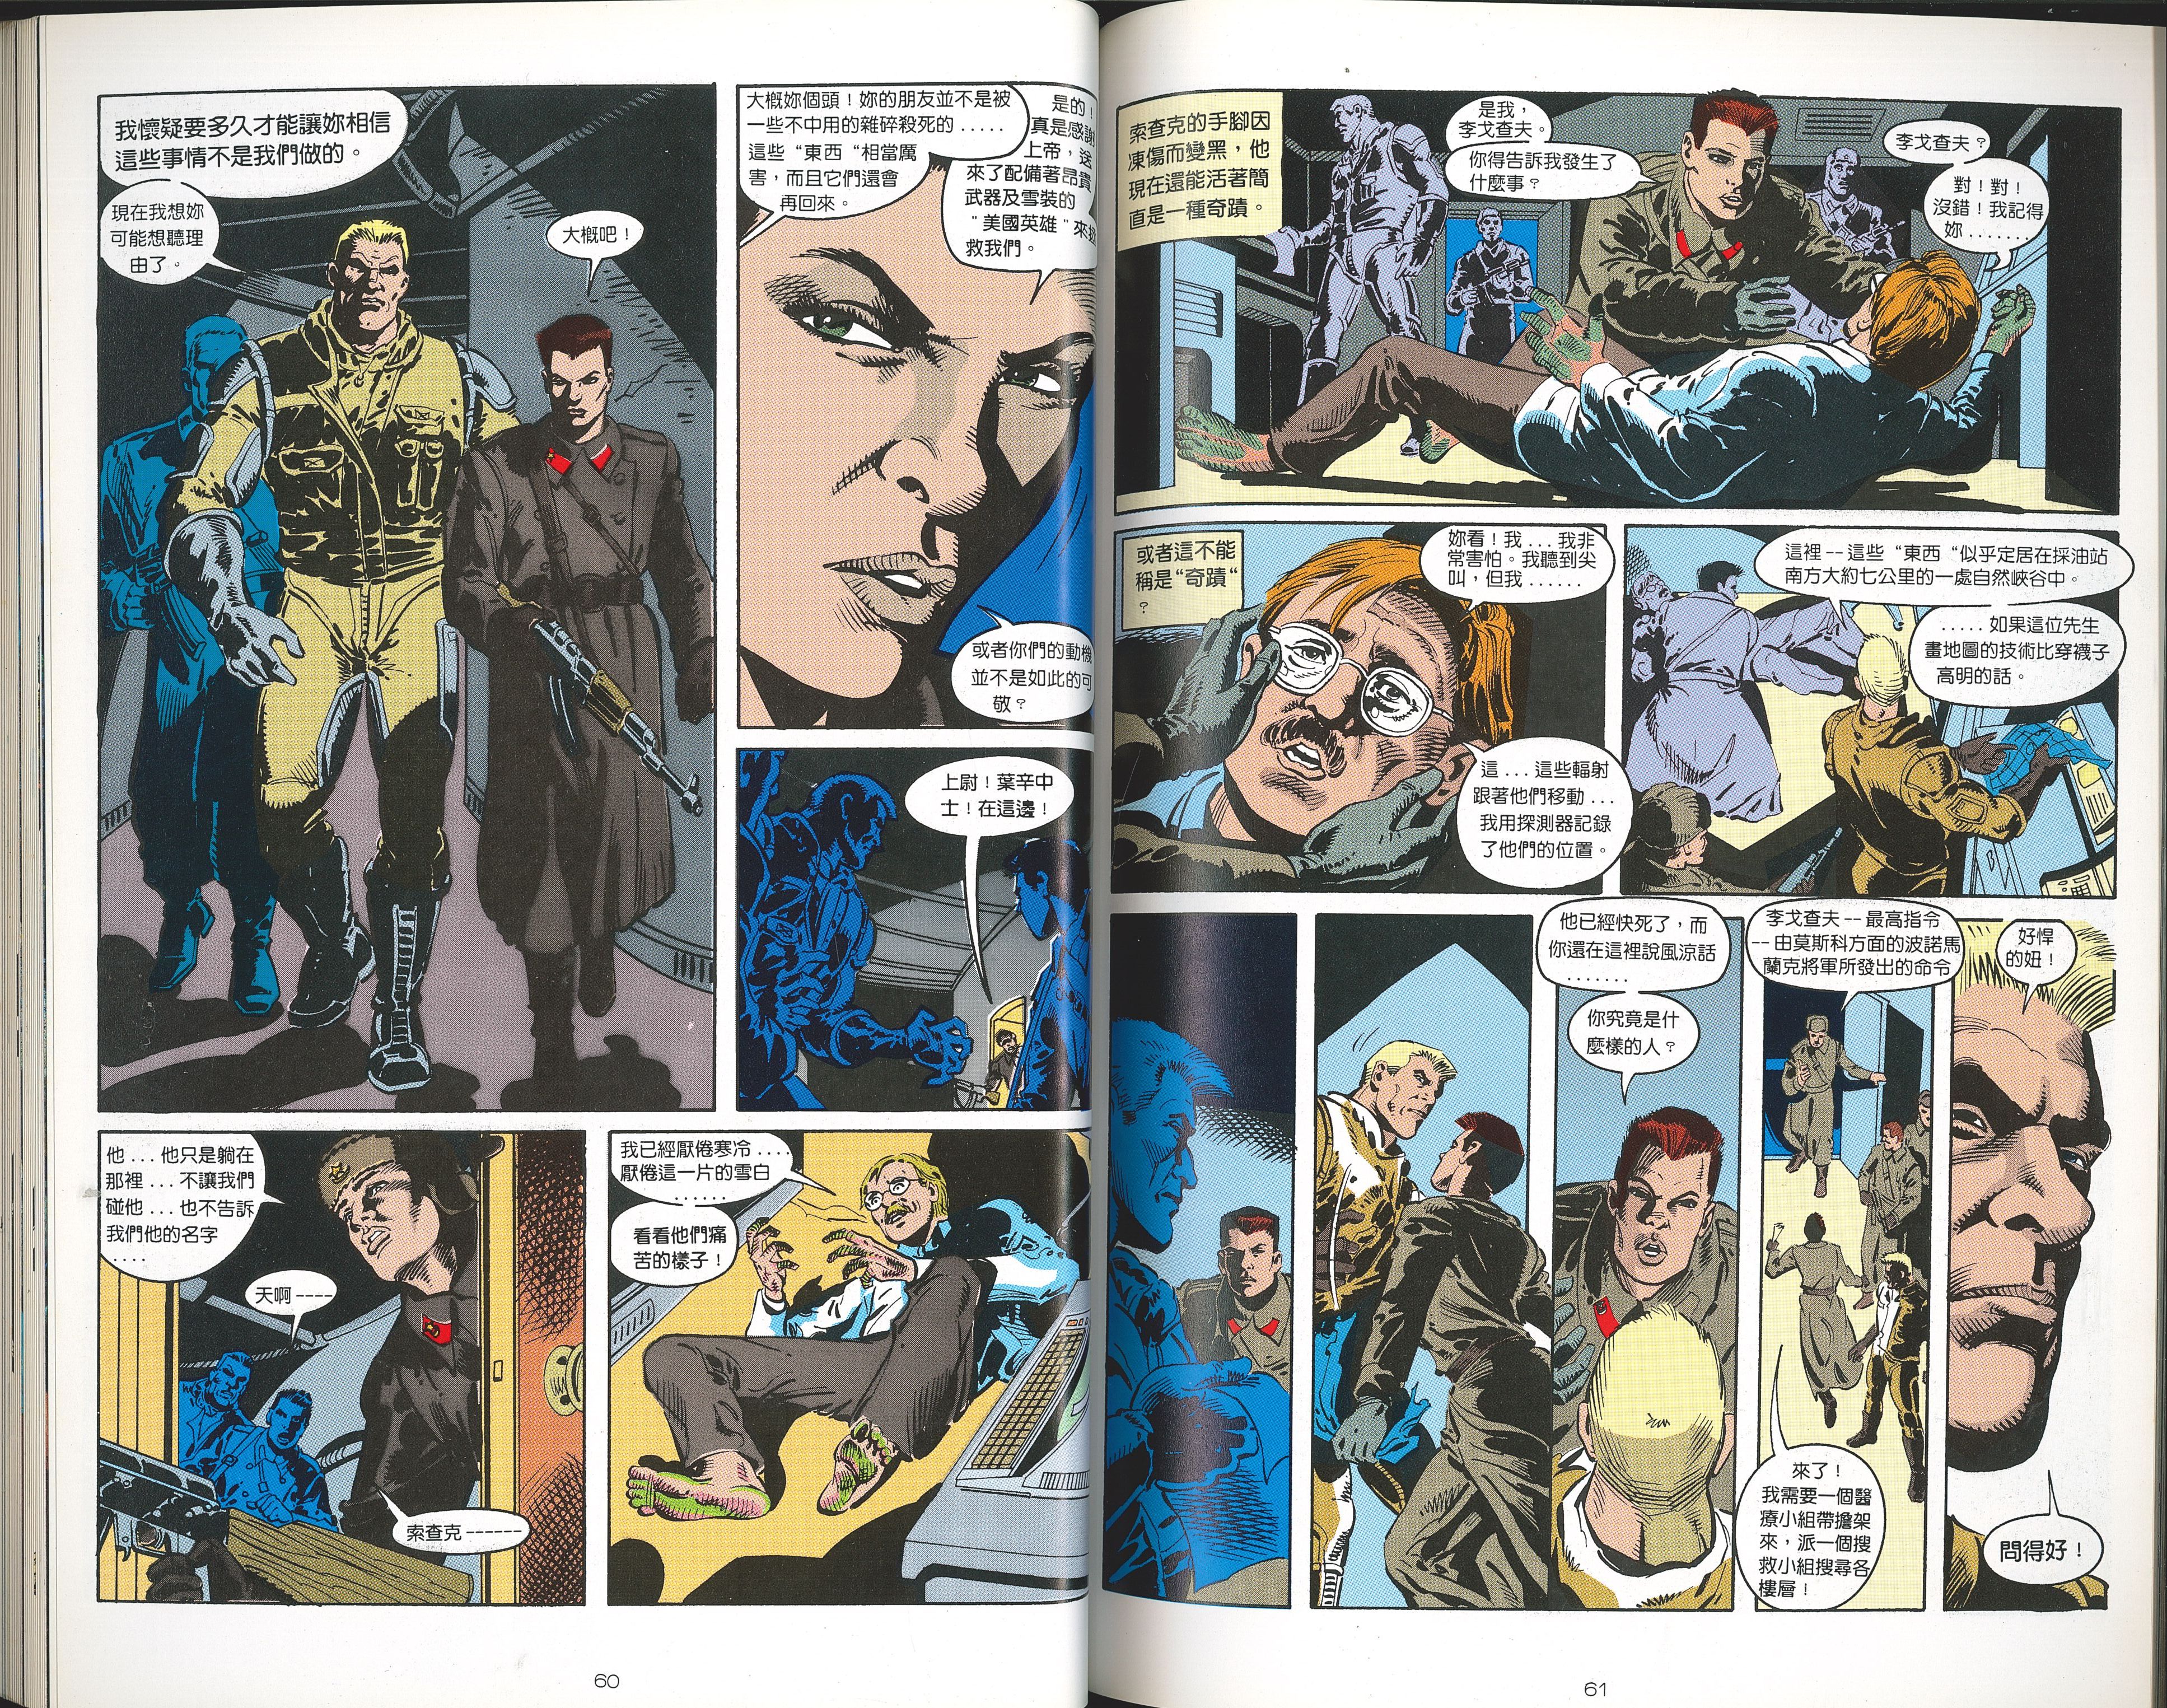 我懷疑要多久才能讓妳相信
這些事情不是我們做的。
現在我想妳
可能想聽理
由了。
大概吧！
大概妳個頭！妳的朋友並不是被
一些不中用的雜碎殺死的．．．．．
這些“東西“相當厲
害，而且它們還會
再回來。
是的！
真是感謝
上帝，送
來了配備著昂貴
武器及雪裝的
"美國英雄"來拯
救我們。
或者你們的動機
並不是如此的可
敬？
上尉！葉辛中
士！在這邊！
他...他只是躺在
那裡...不讓我們
碰他...也不告訴
我們他的名字
....
天啊----
索查克------
我已經厭倦寒冷....
厭倦這一片的雪白
......
看看他們痛
苦的樣子！
60
索查克的手腳因
凍傷而變黑，他
現在還能活著簡
直是一種奇蹟。
是我，
李戈查夫。
你得告訴我發生了
什麼事？
李戈查夫？
對！對！
沒錯！我記得
妳.......
或者這不能
稱是“奇蹟“
？
妳看！我...我非
常害怕。我聽到尖
叫，但我......
這...這些輻射
跟著他們移動...
我用探測器記錄
了他們的位置。
這裡--這些“東西“似乎定居在採油站
南方大約七公里的一處自然峽谷中。
.....如果這位先生
畫地圖的技術比穿襪子
高明的話。
他已經快死了，而
你還在這裡說風涼話
.......
你究竟是什
麼樣的人？
李戈查夫--最高指令
--由莫斯科方面的波諾馬
蘭克將軍所發出的命令
來了！
我需要一個醫
療小組帶擔架
來，派一個搜
救小組搜尋各
樓層！
好悍
的妞！
問得好！
61